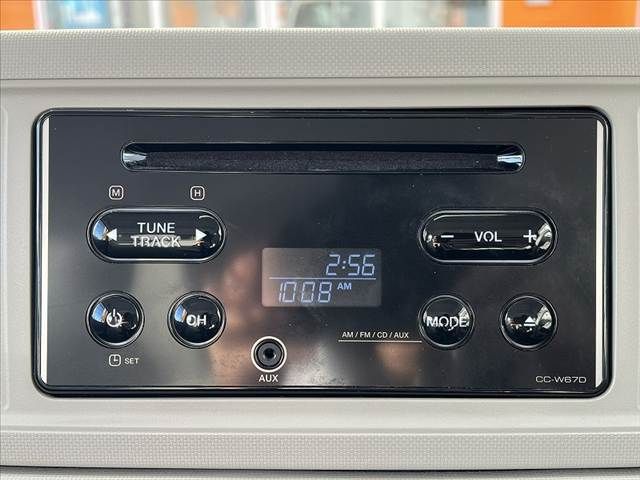 M
H
TUNE
TRACK
− VOL +
2:56
1008 AM
CH
MODE
AM / FM / CD / AUX
SET
AUX
CC-W67D